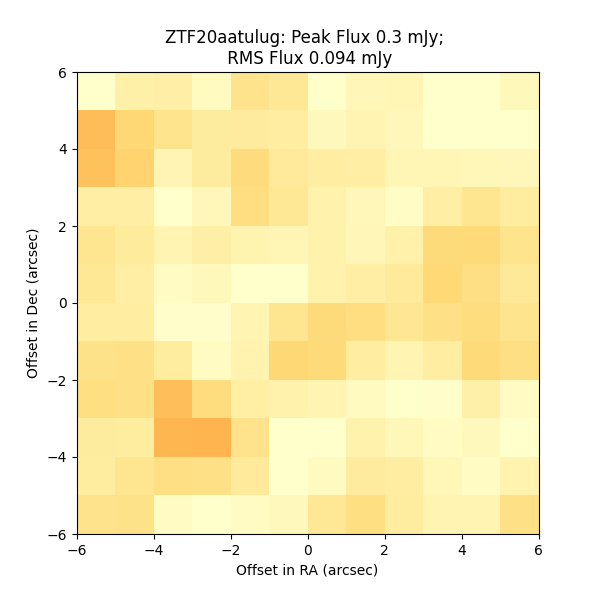 ZTF20aatulug: Peak Flux 0.3 mJy;
RMS Flux 0.094 mJy
6
4
2
0
−2
−4
−6
Offset in Dec (arcsec)
−6 −4 −2 0 2 4 6
Offset in RA (arcsec)